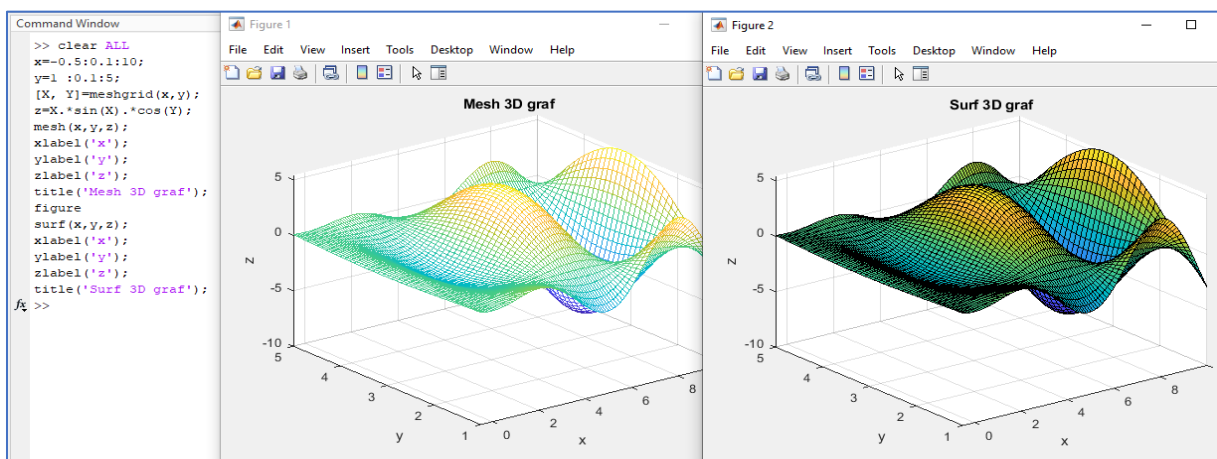 Command Window
>> clear ALL
x=-0.5:0.1:10;
y=1 :0.1:5;
[X, Y]=meshgrid(x,y);
z=X.*sin(X).*cos(Y);
mesh(x,y,z);
xlabel('x');
ylabel('y');
zlabel('z');
title('Mesh 3D graf');
figure
surf(x,y,z);
xlabel('x');
ylabel('y');
zlabel('z');
title('Surf 3D graf');
fx >>
Figure 1
File Edit View Insert Tools Desktop Window Help
Mesh 3D graf
5
0
-5
-10
z
5
4
3
2
1
y
0
2
4
6
8
x
Figure 2
File Edit View Insert Tools Desktop Window Help
Surf 3D graf
5
0
-5
-10
z
5
4
3
2
1
y
0
2
4
6
8
x